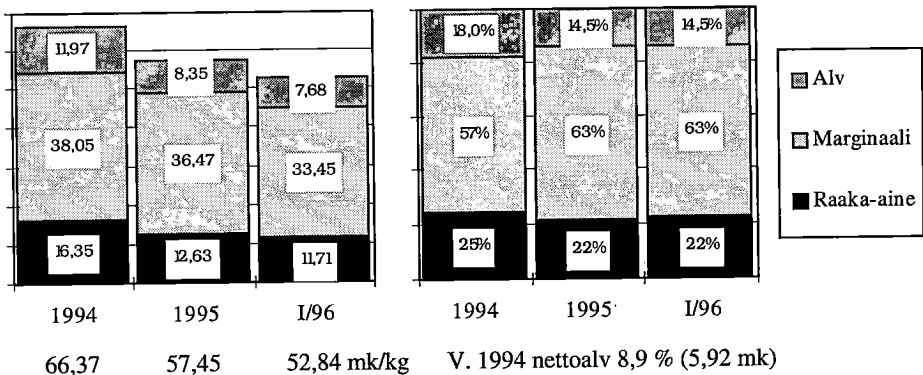 11,97 18,0% 14,5% 14,5%
8,35
7,68
Alv
38,05 36,47 33,45 57% 63% 63%
Marginaali
Raaka-aine
16,35 12,63 11,71 25% 22% 22%
1994 1995 I/96 1994 1995 I/96
66,37 57,45 52,84 mk/kg V. 1994 nettoalv 8,9 % (5,92 mk)